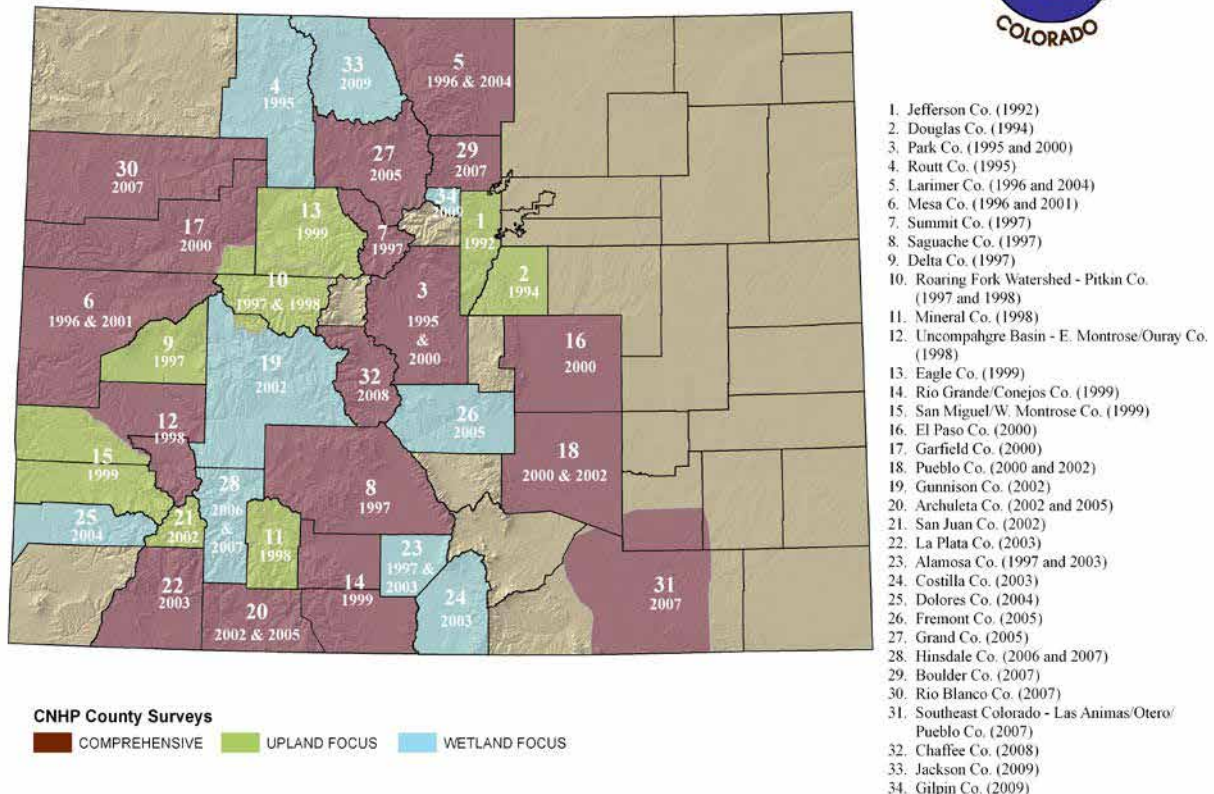 COLORADO
33
2009
5
1996 & 2004
4
1995
27
2005
29
2007
30
2007
34
2009
13
1999
1
1992
17
2000
7
1997
2
1994
10
1997 & 1998
3
1995
&
2000
6
1996 & 2001
9
1997
16
2000
19
2002
32
2008
26
2005
12
1998
18
2000 & 2002
15
1999
8
1997
28
2006
&
2007
25
2004
21
2002
11
1998
23
1997 &
2003
31
2007
22
2003
14
1999
24
2003
20
2002 & 2005
1. Jefferson Co. (1992)
2. Douglas Co. (1994)
3. Park Co. (1995 and 2000)
4. Routt Co. (1995)
5. Larimer Co. (1996 and 2004)
6. Mesa Co. (1996 and 2001)
7. Summit Co. (1997)
8. Saguache Co. (1997)
9. Delta Co. (1997)
10. Roaring Fork Watershed - Pitkin Co.
(1997 and 1998)
11. Mineral Co. (1998)
12. Uncompahgre Basin - E. Montrose/Ouray Co.
(1998)
13. Eagle Co. (1999)
14. Rio Grande/Conejos Co. (1999)
15. San Miguel/W. Montrose Co. (1999)
16. El Paso Co. (2000)
17. Garfield Co. (2000)
18. Pueblo Co. (2000 and 2002)
19. Gunnison Co. (2002)
20. Archuleta Co. (2002 and 2005)
21. San Juan Co. (2002)
22. La Plata Co. (2003)
23. Alamosa Co. (1997 and 2003)
24. Costilla Co. (2003)
25. Dolores Co. (2004)
26. Fremont Co. (2005)
27. Grand Co. (2005)
28. Hinsdale Co. (2006 and 2007)
29. Boulder Co. (2007)
30. Rio Blanco Co. (2007)
31. Southeast Colorado - Las Animas/Otero/
Pueblo Co. (2007)
32. Chaffee Co. (2008)
33. Jackson Co. (2009)
34. Gilpin Co. (2009)
CNHP County Surveys
COMPREHENSIVE
UPLAND FOCUS
WETLAND FOCUS